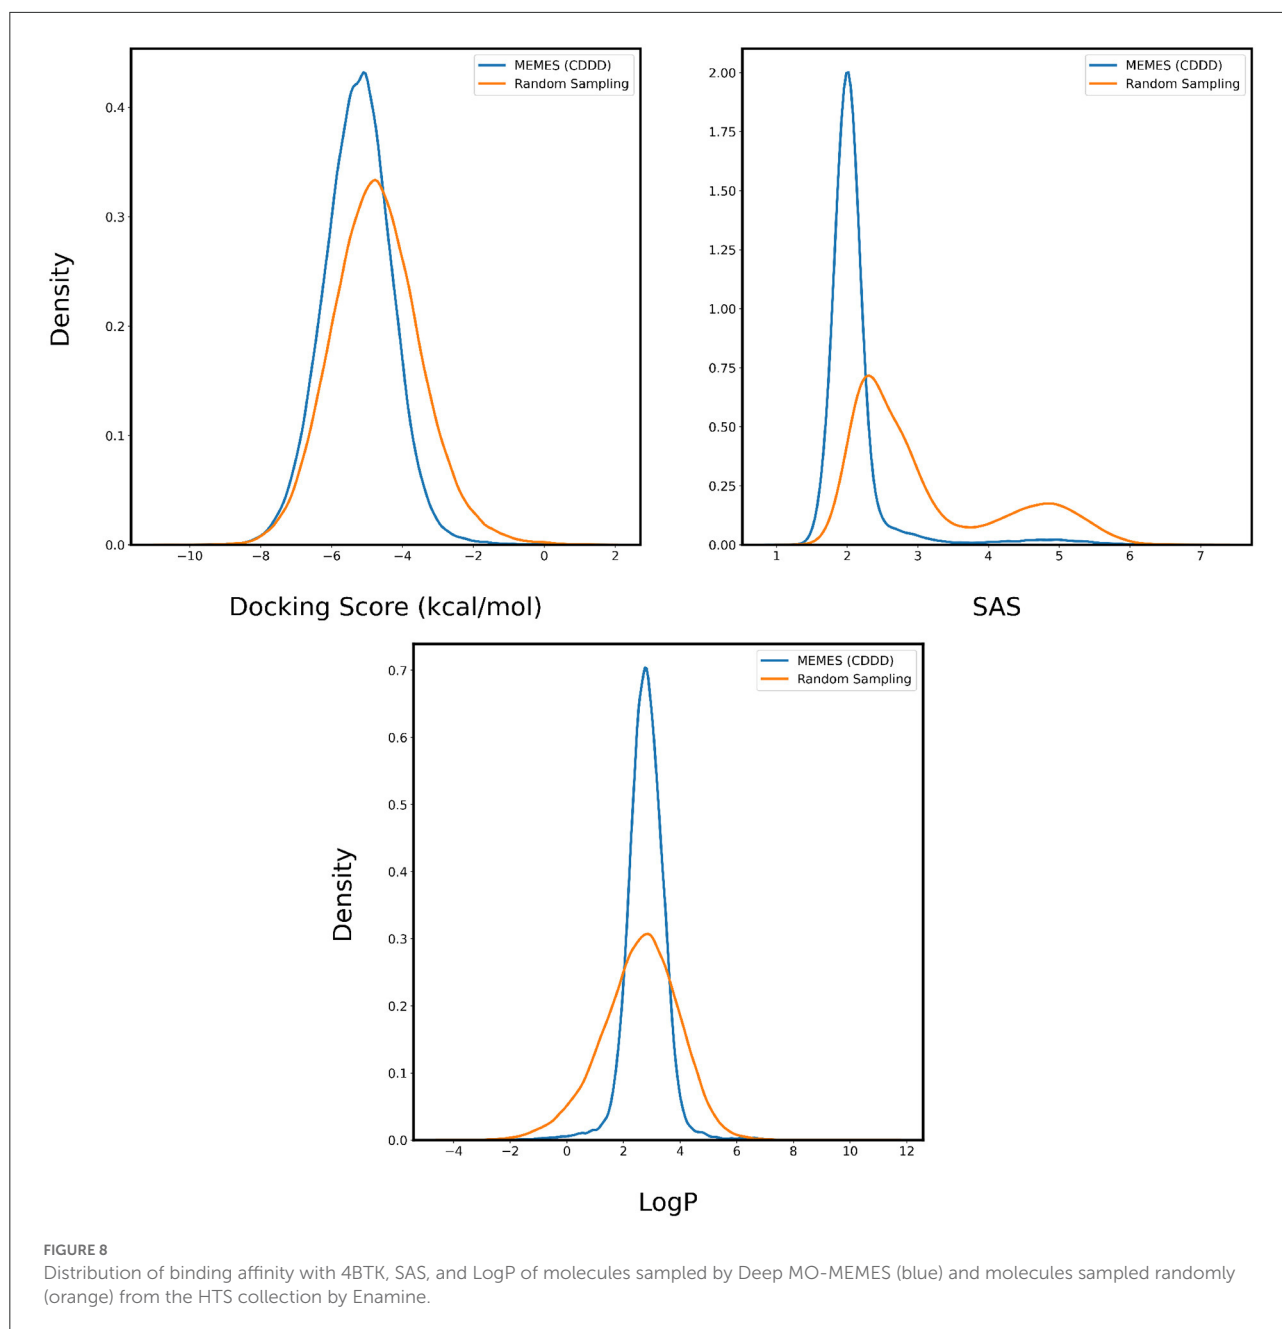 MEMES (CDDD)
Random Sampling
0.4
0.3
0.2
0.1
0.0
Density
−10 −8 −6 −4 −2 0 2
Docking Score (kcal/mol)
MEMES (CDDD)
Random Sampling
2.00
1.75
1.50
1.25
1.00
0.75
0.50
0.25
0.00
1 2 3 4 5 6 7
SAS
MEMES (CDDD)
Random Sampling
0.7
0.6
0.5
0.4
0.3
0.2
0.1
0.0
Density
−4 −2 0 2 4 6 8 10 12
LogP
FIGURE 8
Distribution of binding affinity with 4BTK, SAS, and LogP of molecules sampled by Deep MO-MEMES (blue) and molecules sampled randomly
(orange) from the HTS collection by Enamine.